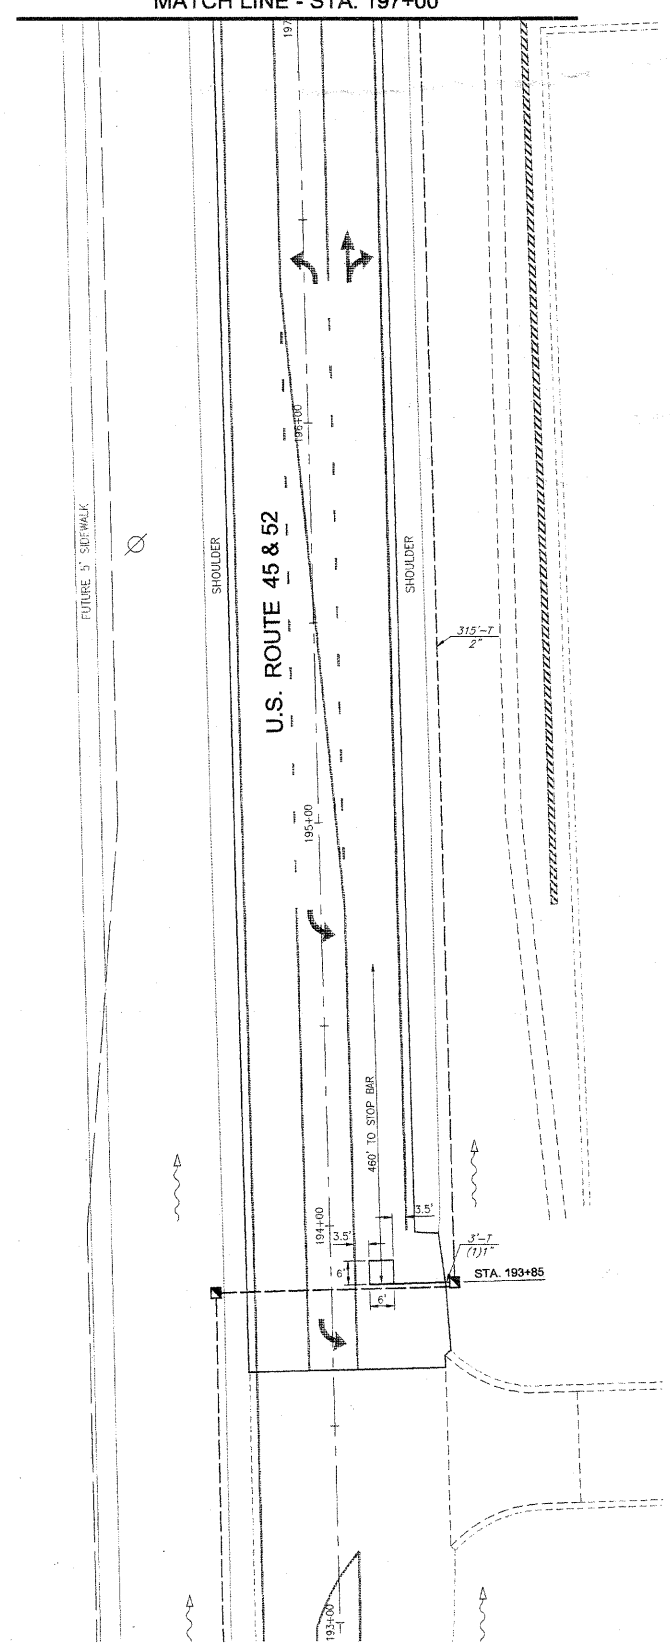 MATCH LINE - STA. 197+00
197
196+00
FUTURE 5' SIDEWALK
SHOULDER
U.S. ROUTE 45 & 52
SHOULDER
315'-T
2"
195+00
460' TO STOP BAR
194+00
3.5'
3.5'
3'-T
(1)1"
6'
STA. 193+85
6'
193+00